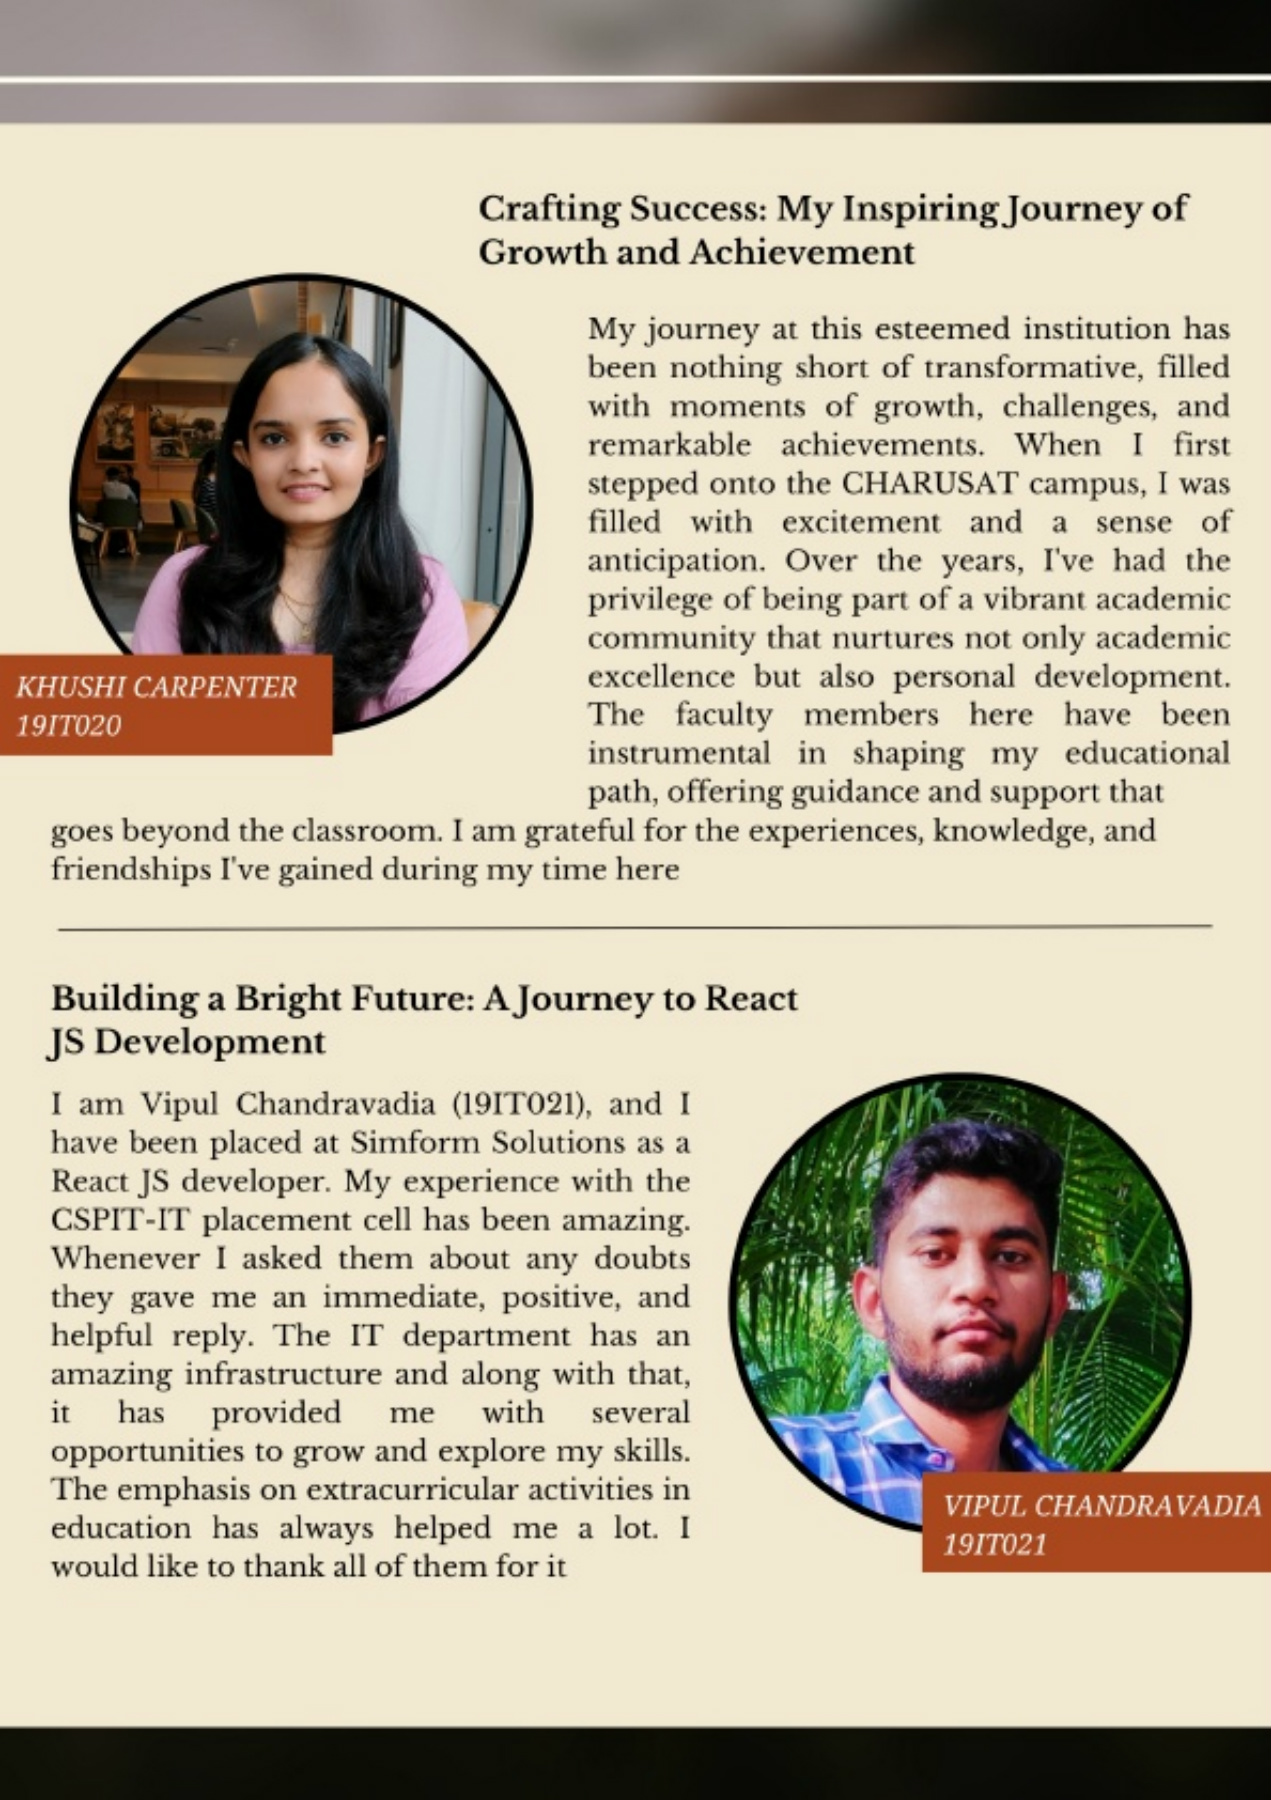 Crafting Success: My Inspiring Journey of
Growth and Achievement
My journey at this esteemed institution has
been nothing short of transformative, filled
with moments of growth, challenges, and
remarkable achievements. When I first
stepped onto the CHARUSAT campus, I was
filled with excitement and a sense of
anticipation. Over the years, I've had the
privilege of being part of a vibrant academic
community that nurtures not only academic
excellence but also personal development.
The faculty members here have been
instrumental in shaping my educational
path, offering guidance and support that
goes beyond the classroom. I am grateful for the experiences, knowledge, and
friendships I've gained during my time here
KHUSHI CARPENTER
19IT020
Building a Bright Future: A Journey to React
JS Development
I am Vipul Chandravadia (19IT021), and I
have been placed at Simform Solutions as a
React JS developer. My experience with the
CSPIT-IT placement cell has been amazing.
Whenever I asked them about any doubts
they gave me an immediate, positive, and
helpful reply. The IT department has an
amazing infrastructure and along with that,
it has provided me with several
opportunities to grow and explore my skills.
The emphasis on extracurricular activities in
education has always helped me a lot. I
would like to thank all of them for it
VIPUL CHANDRAVADIA
19IT021